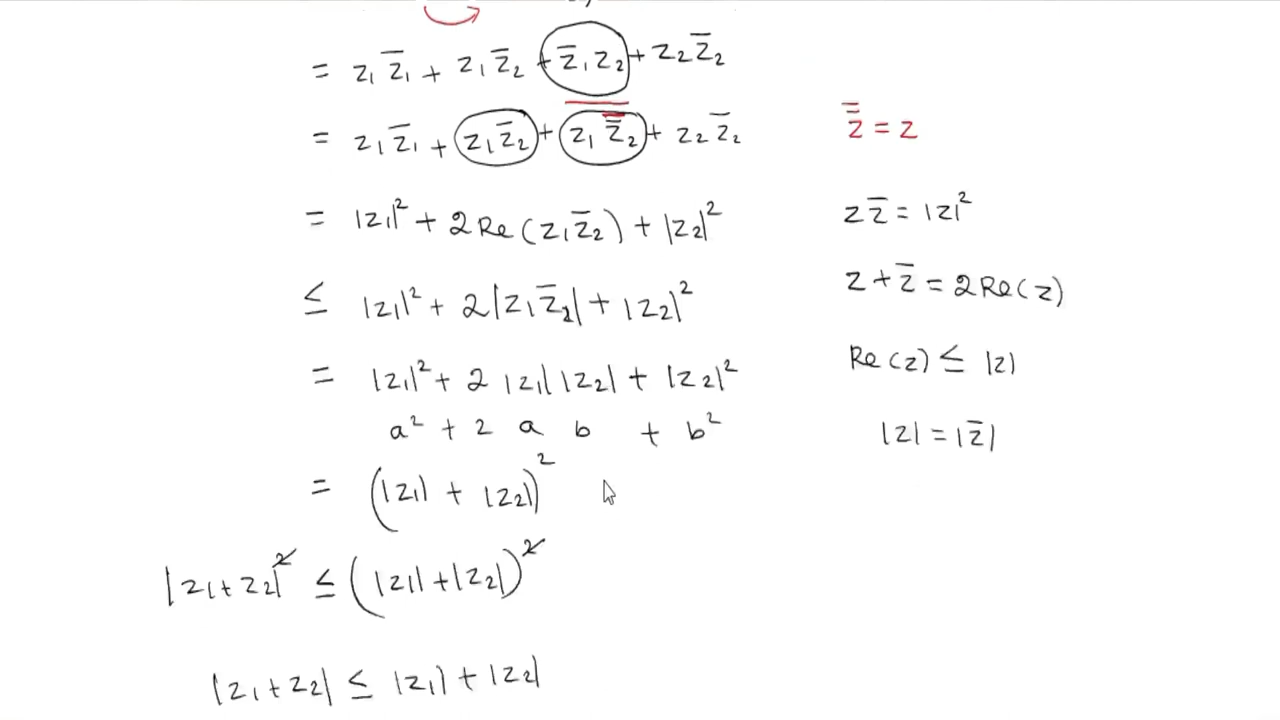 = z₁z̄₁ + z₁z̄₂ + z̄₁z₂ + z₂z̄₂
= z₁z̄₁ + z₁z̄₂ + z₁z̿₂ + z₂z̄₂
z̿ = z
= |z₁|² + 2Re(z₁z̄₂) + |z₂|²
zz̄ = |z|²
≤ |z₁|² + 2|z₁z̄₂| + |z₂|²
z + z̄ = 2Re(z)
= |z₁|² + 2|z₁||z₂| + |z₂|²
Re(z) ≤ |z|
a² + 2 a b + b²
|z| = |z̄|
= (|z₁| + |z₂|)²
|z₁+z₂|² ≤ (|z₁|+|z₂|)²
|z₁+z₂| ≤ |z₁| + |z₂|